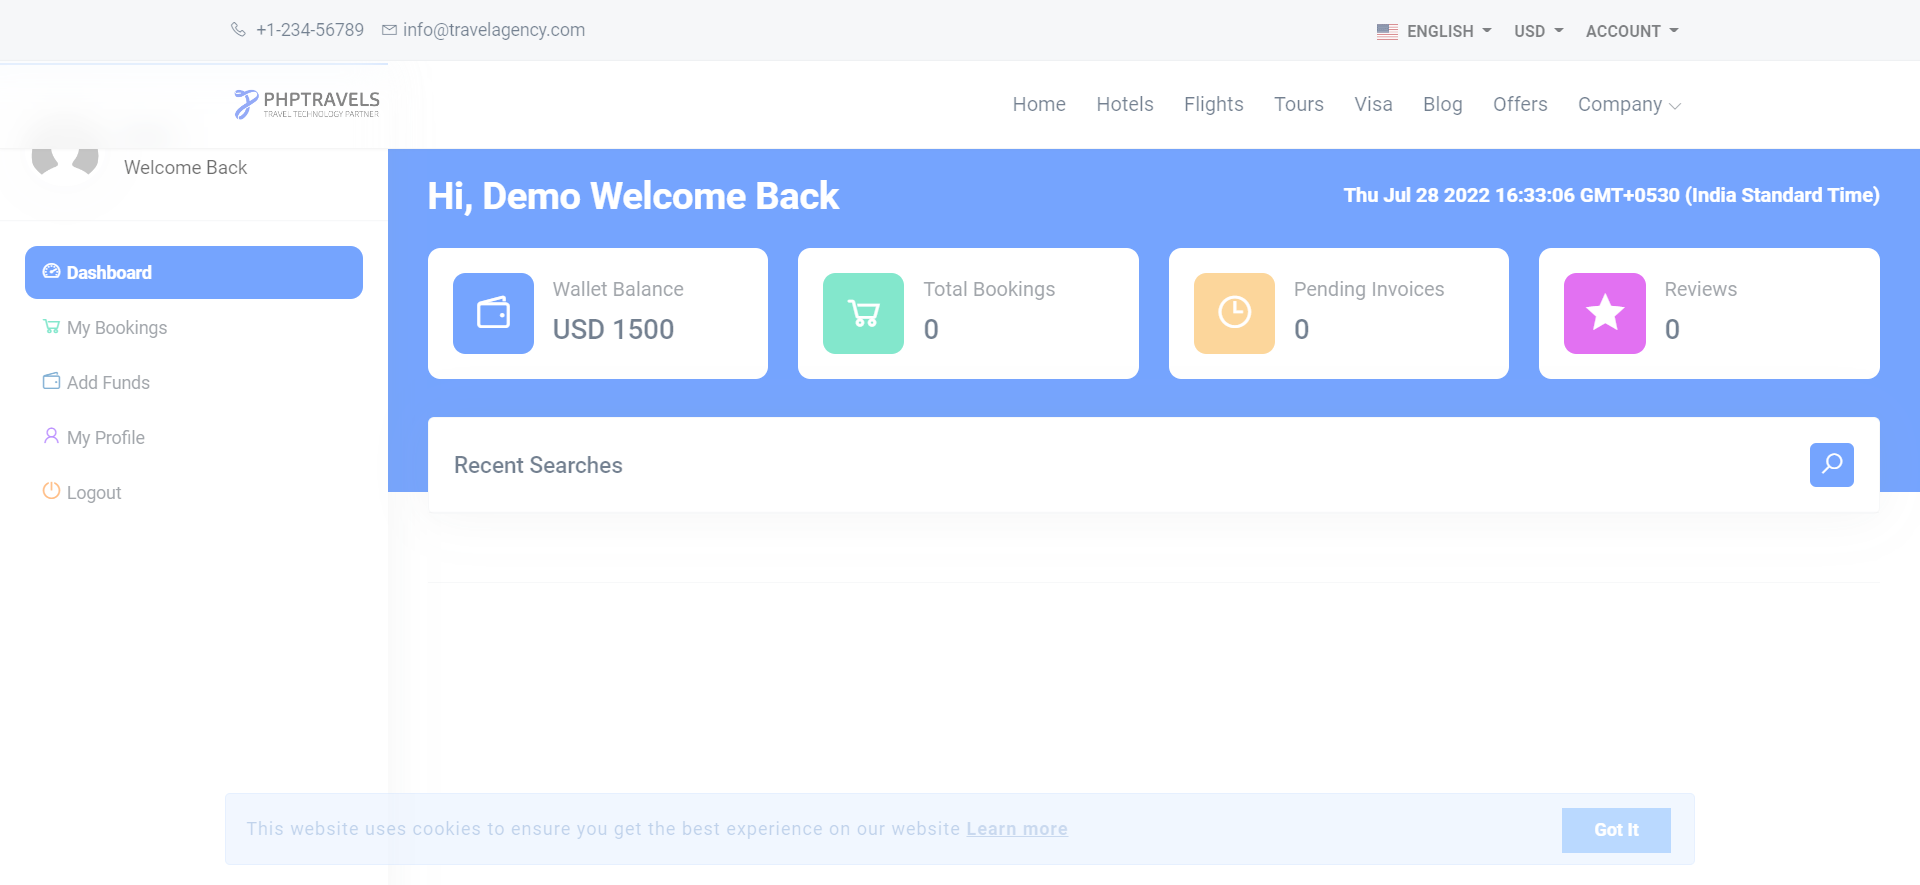 +1-234-56789 info@travelagency.com ENGLISH USD ACCOUNT
PHPTRAVELS
TRAVEL TECHNOLOGY PARTNER
Home Hotels Flights Tours Visa Blog Offers Company
Welcome Back
Dashboard
My Bookings
Add Funds
My Profile
Logout
Hi, Demo Welcome Back
Thu Jul 28 2022 16:33:06 GMT+0530 (India Standard Time)
Wallet Balance
USD 1500
Total Bookings
0
Pending Invoices
0
Reviews
0
Recent Searches
This website uses cookies to ensure you get the best experience on our website Learn more
Got It